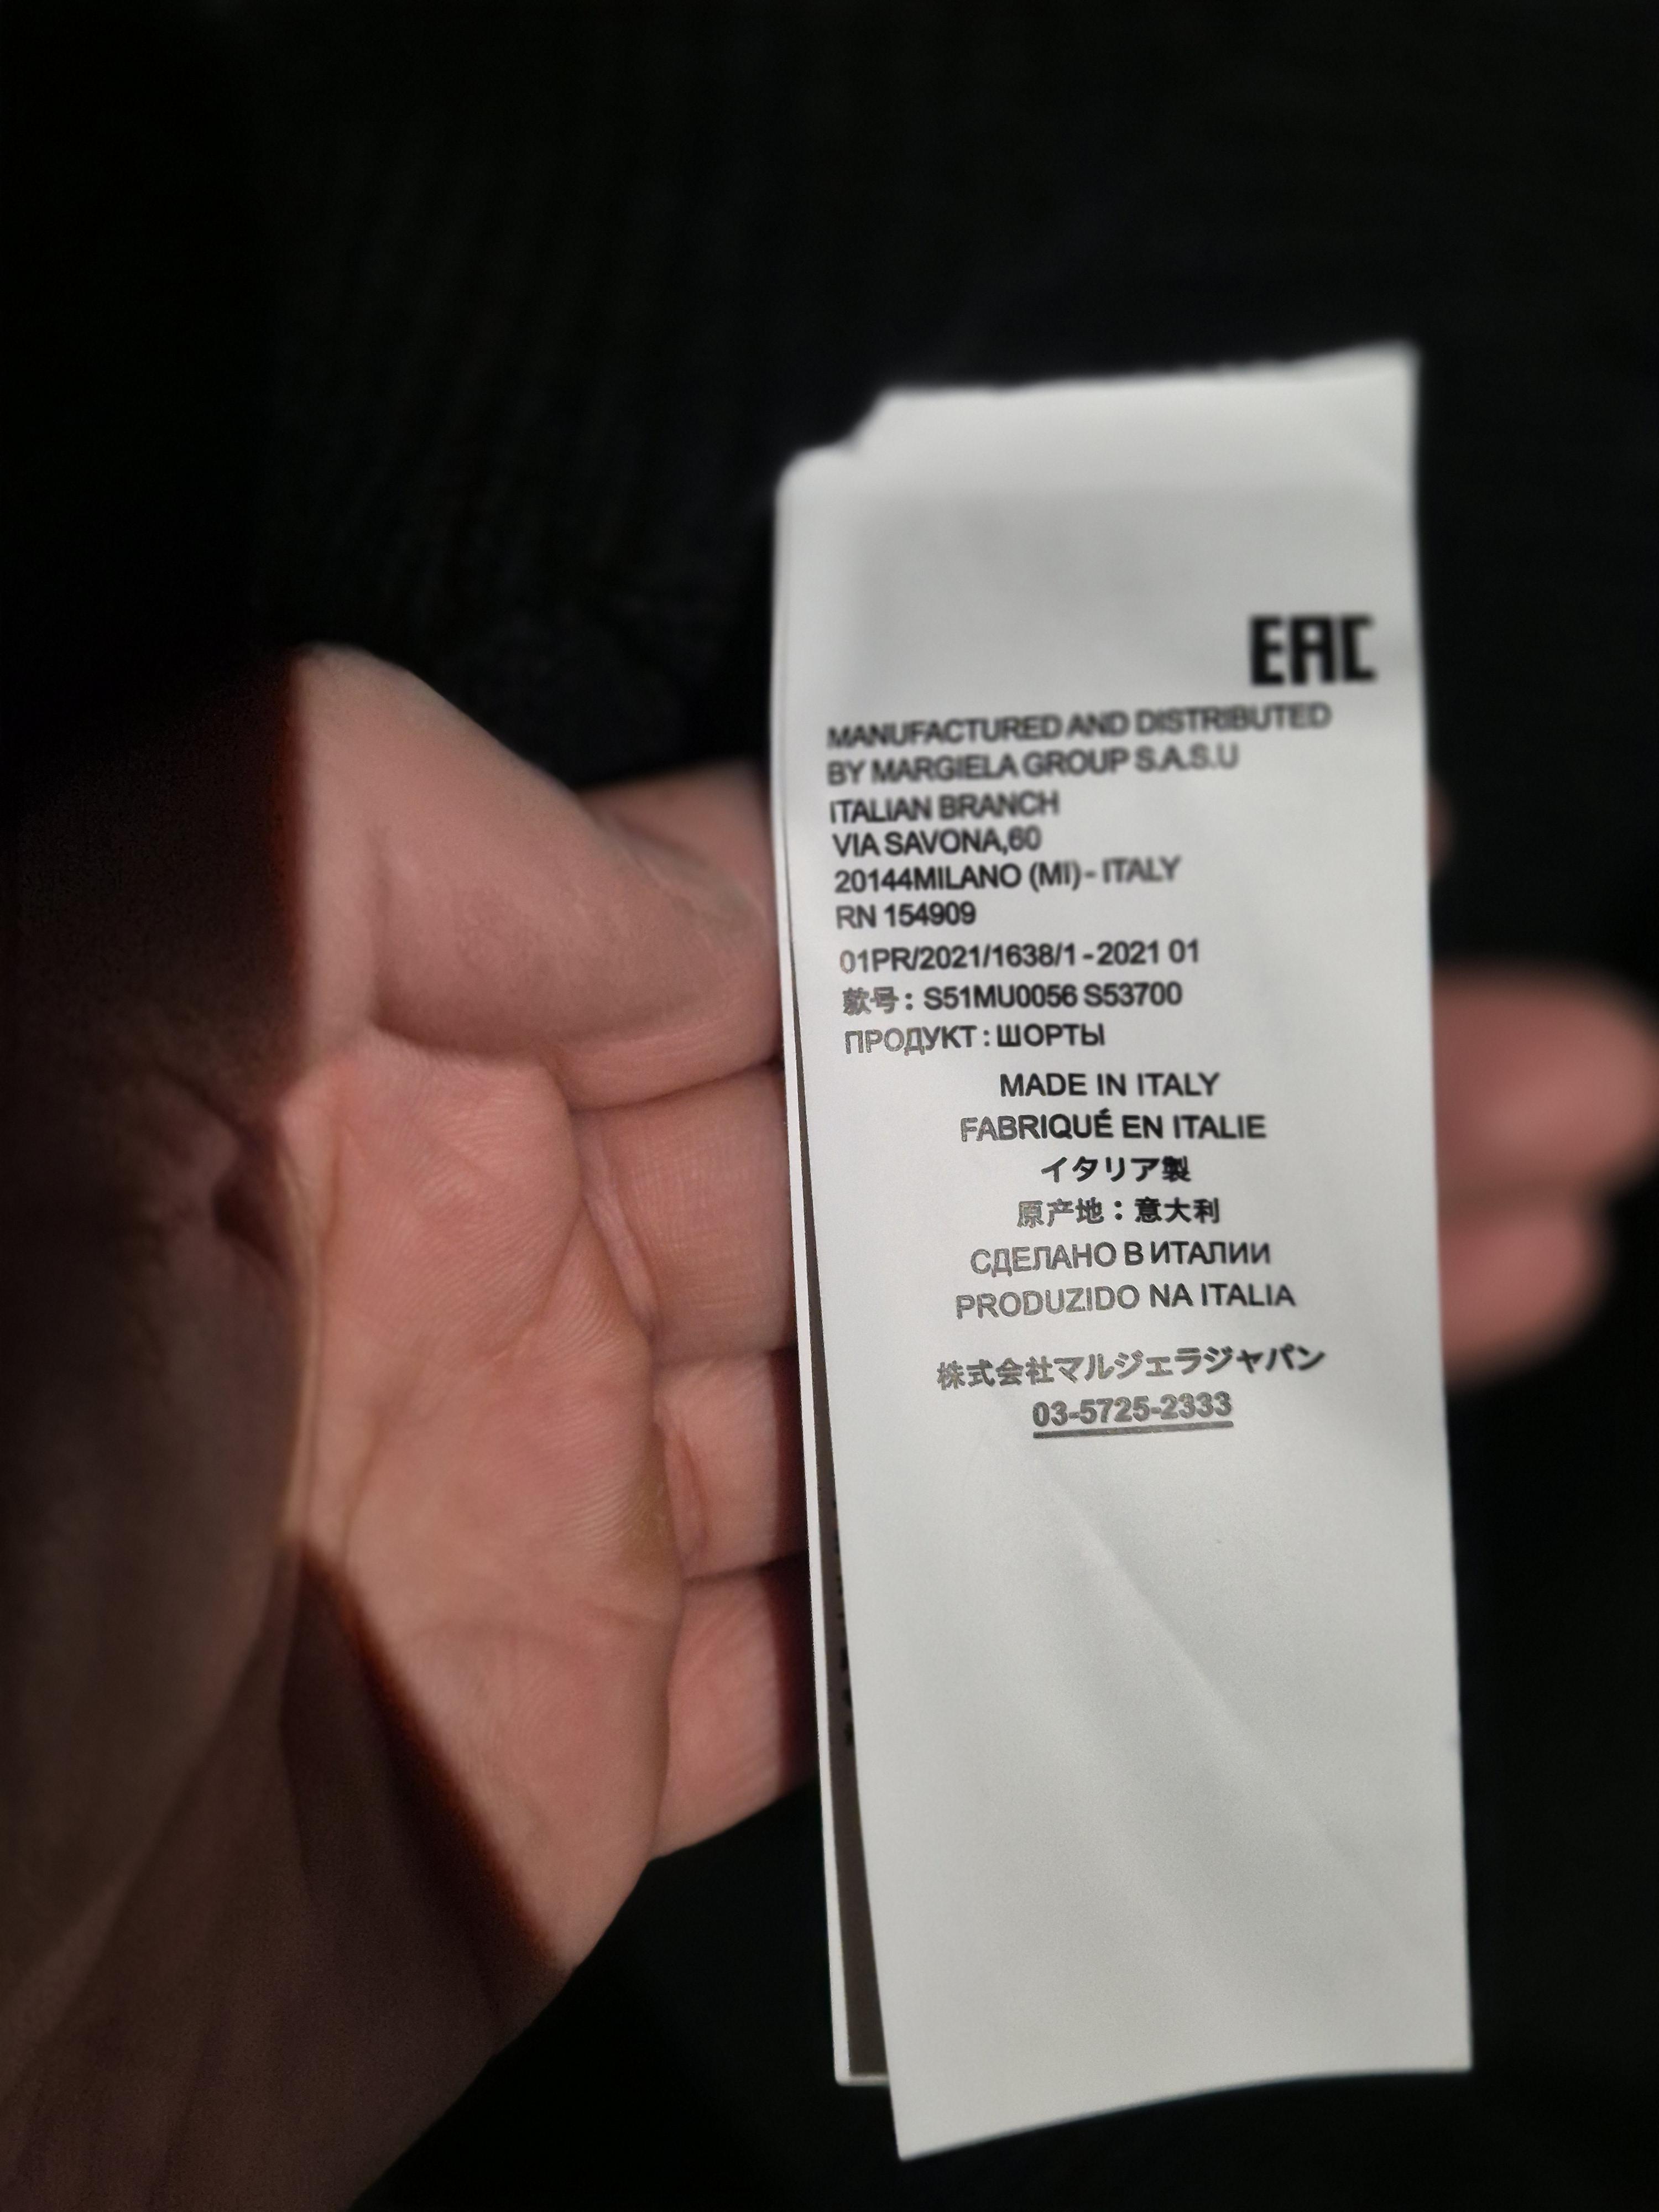 EAC
MANUFACTURED AND DISTRIBUTED
BY MARGIELA GROUP S.A.S.U
ITALIAN BRANCH
VIA SAVONA,60
20144MILANO (MI) - ITALY
RN 154909
01PR/2021/1638/1 - 2021 01
款号: S51MU0056 S53700
ПРОДУКТ : ШОРТЫ
MADE IN ITALY
FABRIQUÉ EN ITALIE
イタリア製
原产地：意大利
СДЕЛАНО В ИТАЛИИ
PRODUZIDO NA ITALIA
株式会社マルジェラジャパン
03-5725-2333